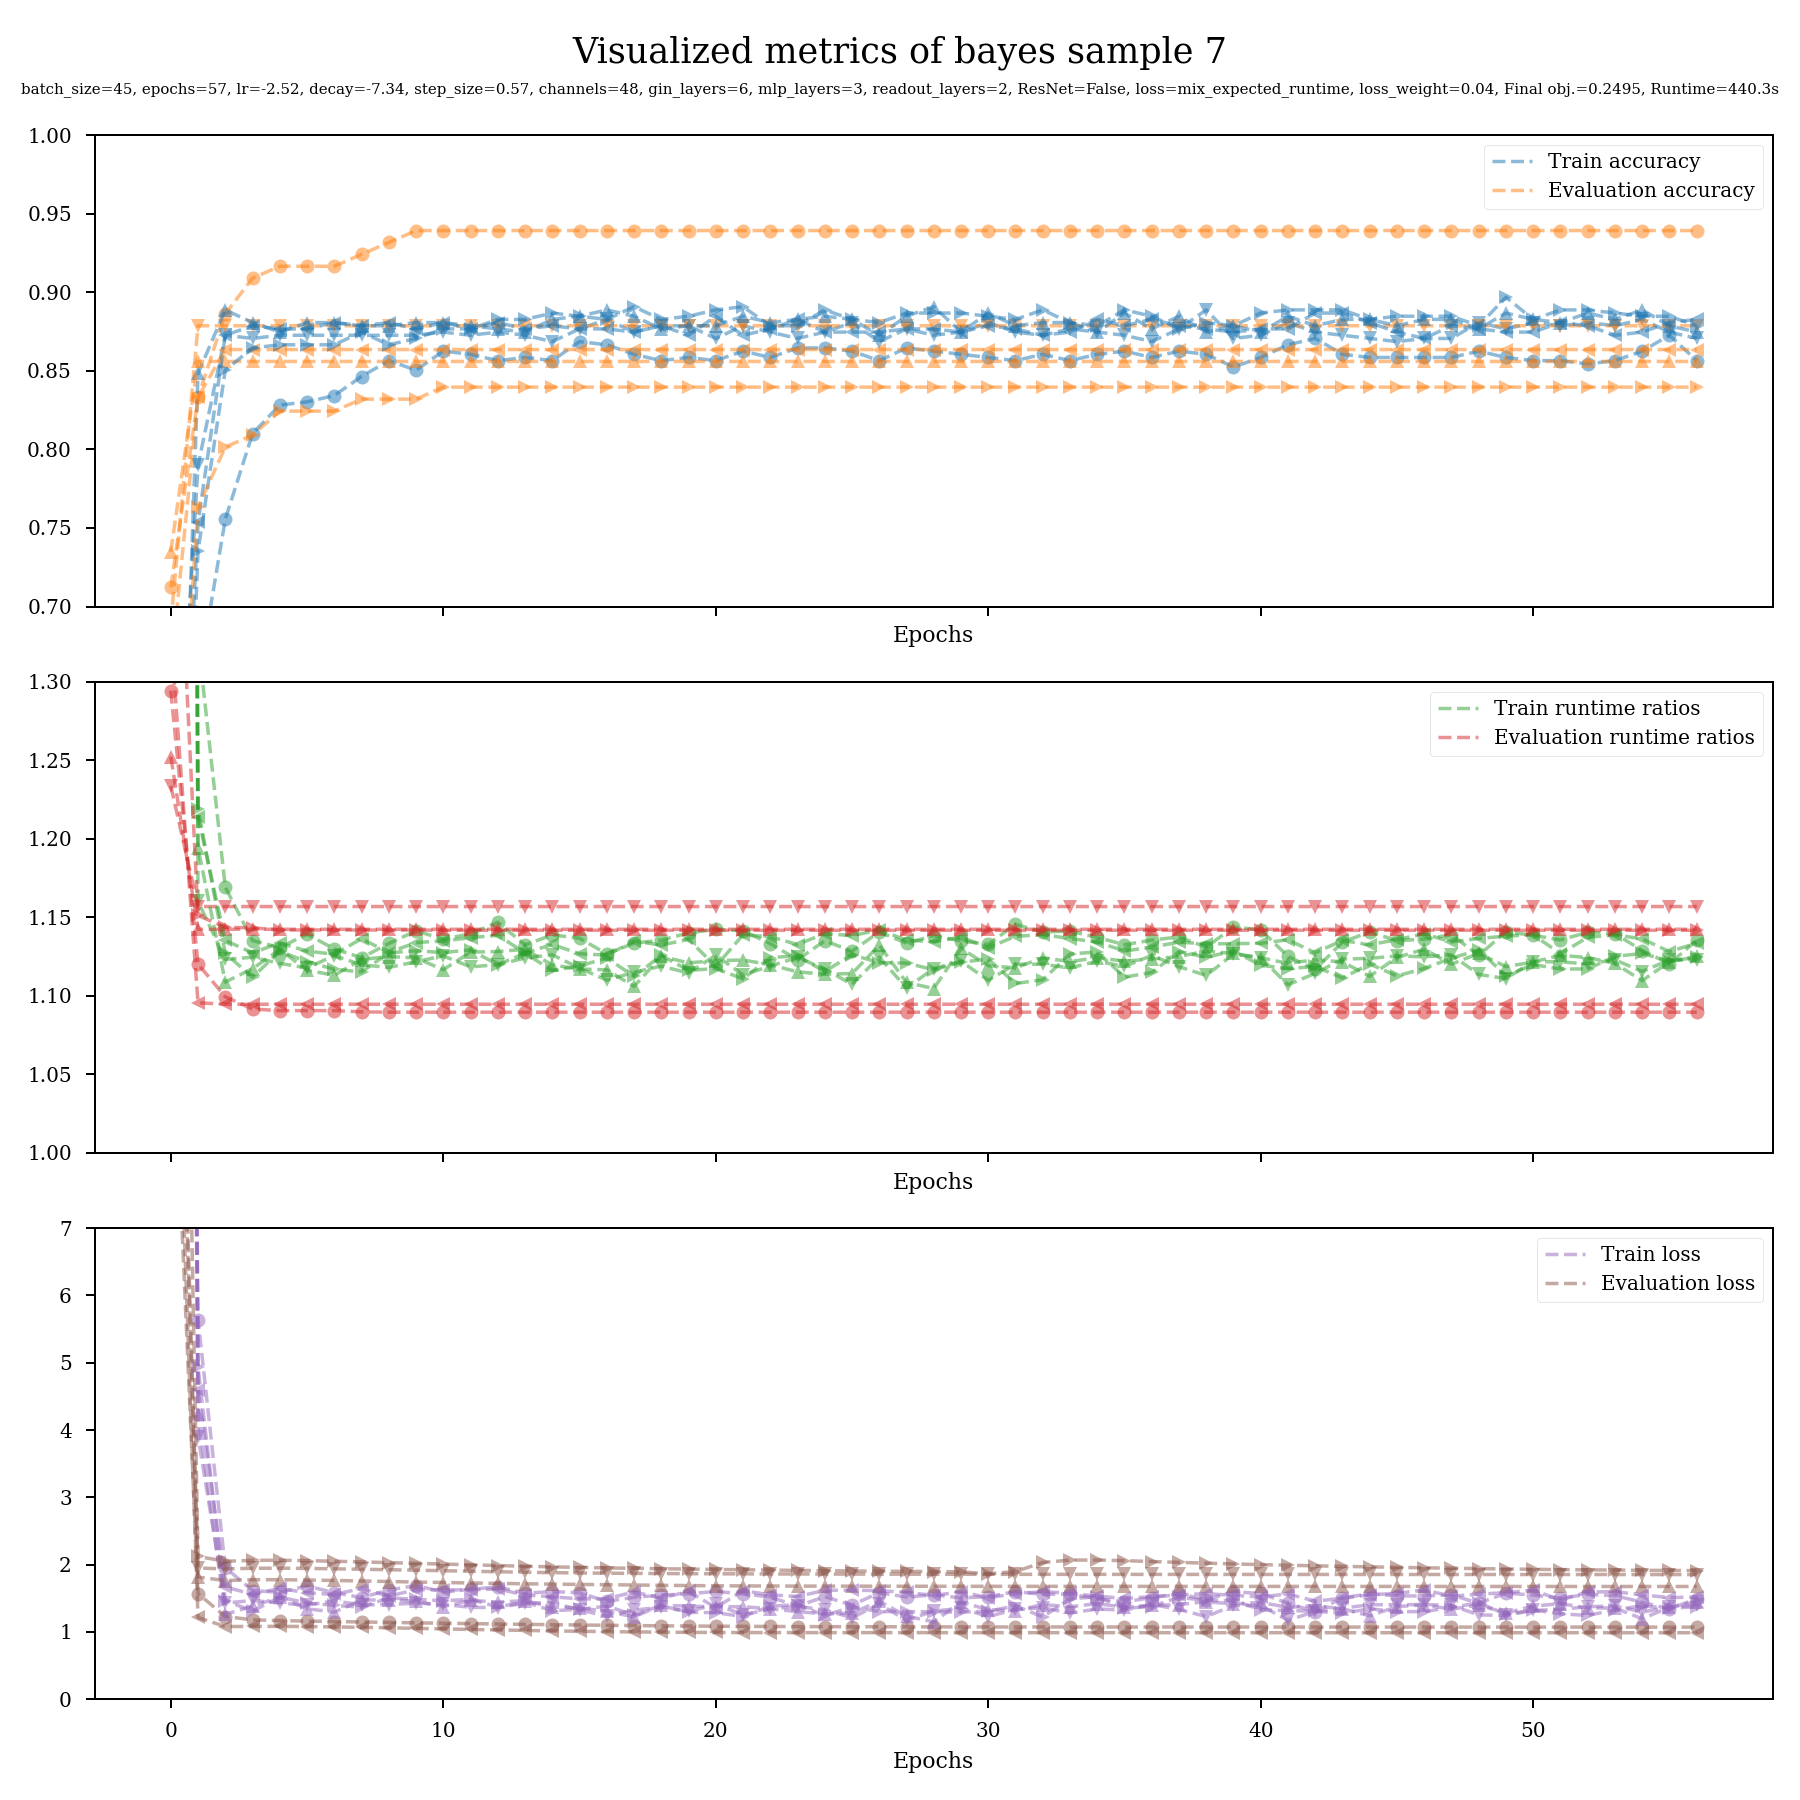 Visualized metrics of bayes sample 7
batch_size=45, epochs=57, lr=-2.52, decay=-7.34, step_size=0.57, channels=48, gin_layers=6, mlp_layers=3, readout_layers=2, ResNet=False, loss=mix_expected_runtime, loss_weight=0.04, Final obj.=0.2495, Runtime=440.3s
1.00
0.95
0.90
0.85
0.80
0.75
0.70
Train accuracy
Evaluation accuracy
Epochs
1.30
1.25
1.20
1.15
1.10
1.05
1.00
Train runtime ratios
Evaluation runtime ratios
Epochs
7
6
5
4
3
2
1
0
Train loss
Evaluation loss
0 10 20 30 40 50
Epochs